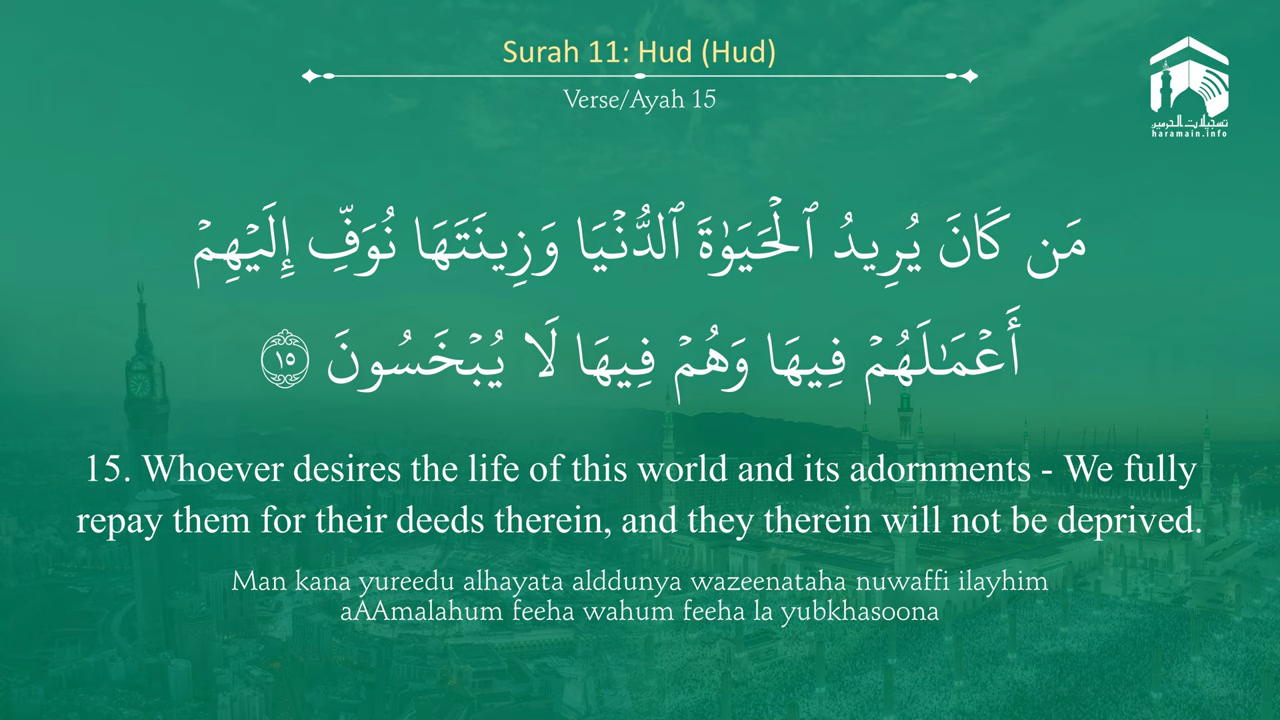 Surah 11: Hud (Hud)
Verse/Ayah 15
تسجيلات الحرمين
haramain.info
مَن كَانَ يُرِيدُ ٱلْحَيَوٰةَ ٱلدُّنْيَا وَزِينَتَهَا نُوَفِّ إِلَيْهِمْ
أَعْمَـٰلَهُمْ فِيهَا وَهُمْ فِيهَا لَا يُبْخَسُونَ ١٥
15. Whoever desires the life of this world and its adornments - We fully
repay them for their deeds therein, and they therein will not be deprived.
Man kana yureedu alhayata alddunya wazeenataha nuwaffi ilayhim
aAAmalahum feeha wahum feeha la yubkhasoona